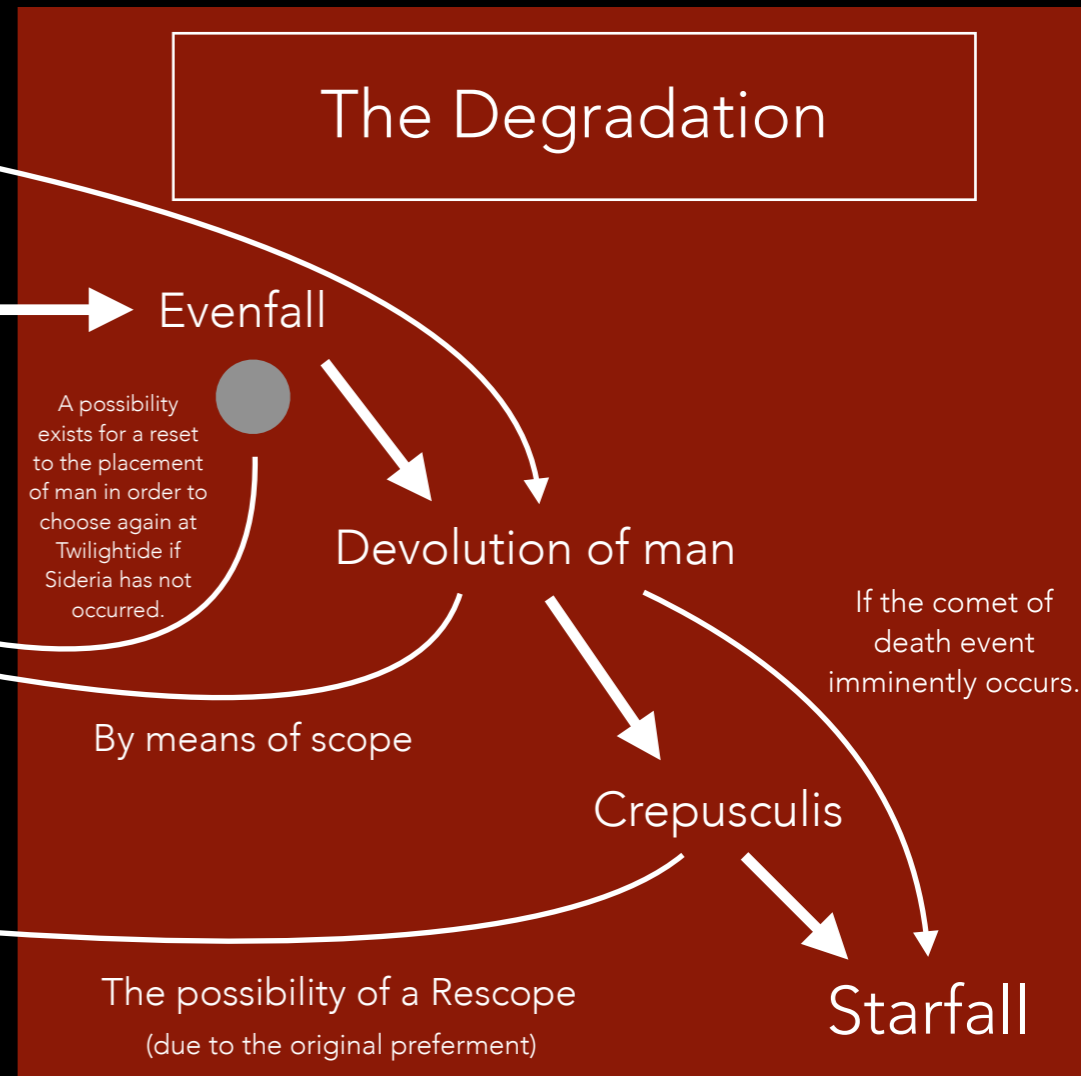 The Degradation
Evenfall
A possibility
exists for a reset
to the placement
of man in order to
choose again at
Twilightide if
Sideria has not
occurred.
Devolution of man
If the comet of
death event
imminently occurs.
By means of scope
Crepusculis
The possibility of a Rescope
(due to the original preferment)
Starfall